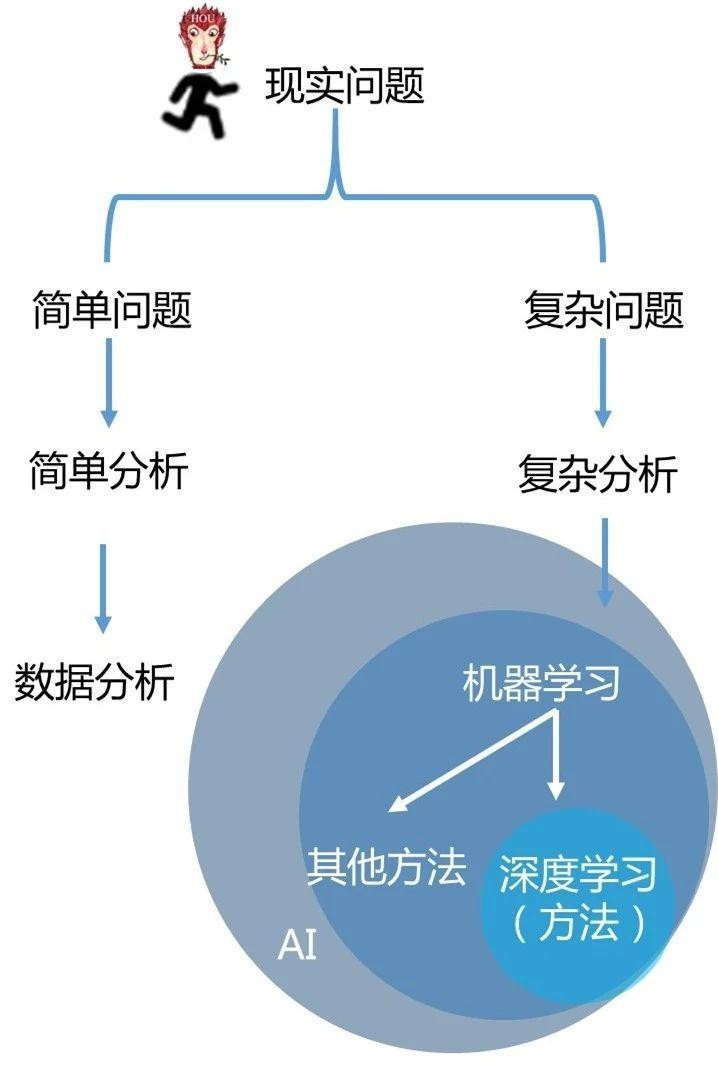 HOU
现实问题
简单问题
复杂问题
简单分析
复杂分析
数据分析
机器学习
其他方法
深度学习
（方法）
AI